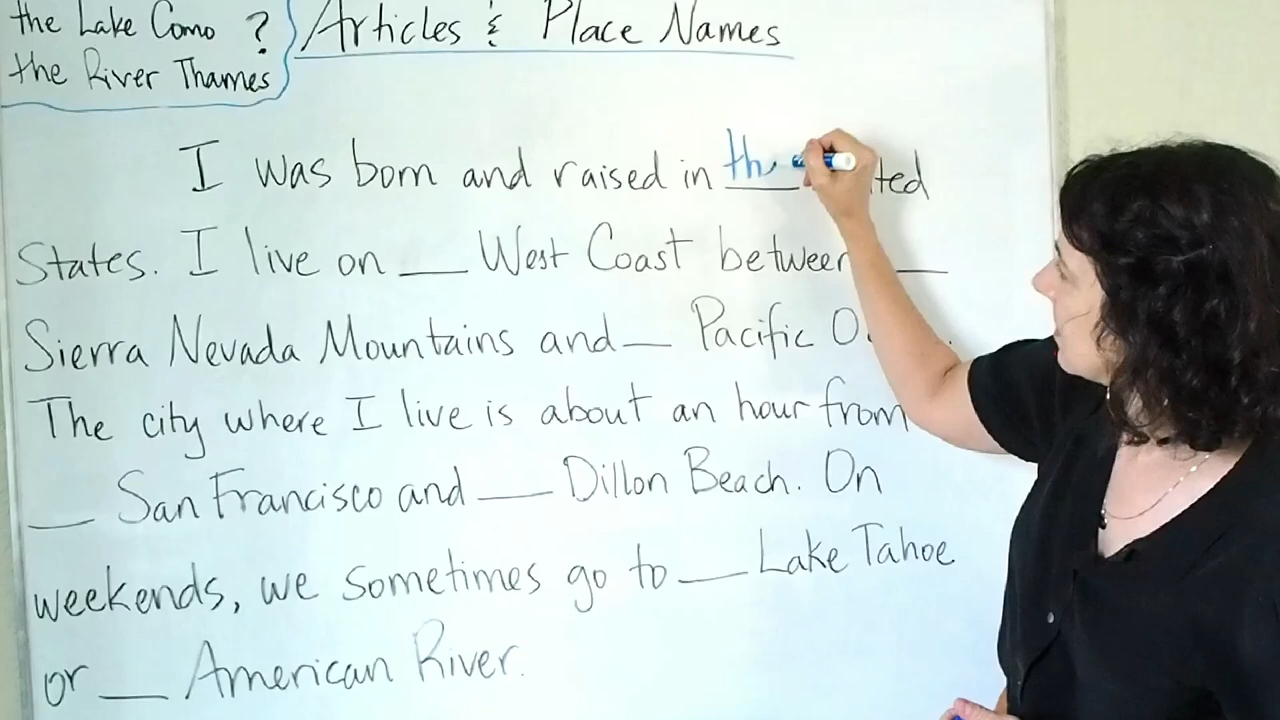 the Lake Como ?
the River Thames
Articles & Place Names
I was born and raised in th ted
States. I live on __ West Coast between __
Sierra Nevada Mountains and __ Pacific O .
The city where I live is about an hour from
__ San Francisco and __ Dillon Beach. On
weekends, we sometimes go to __ Lake Tahoe
or __ American River.